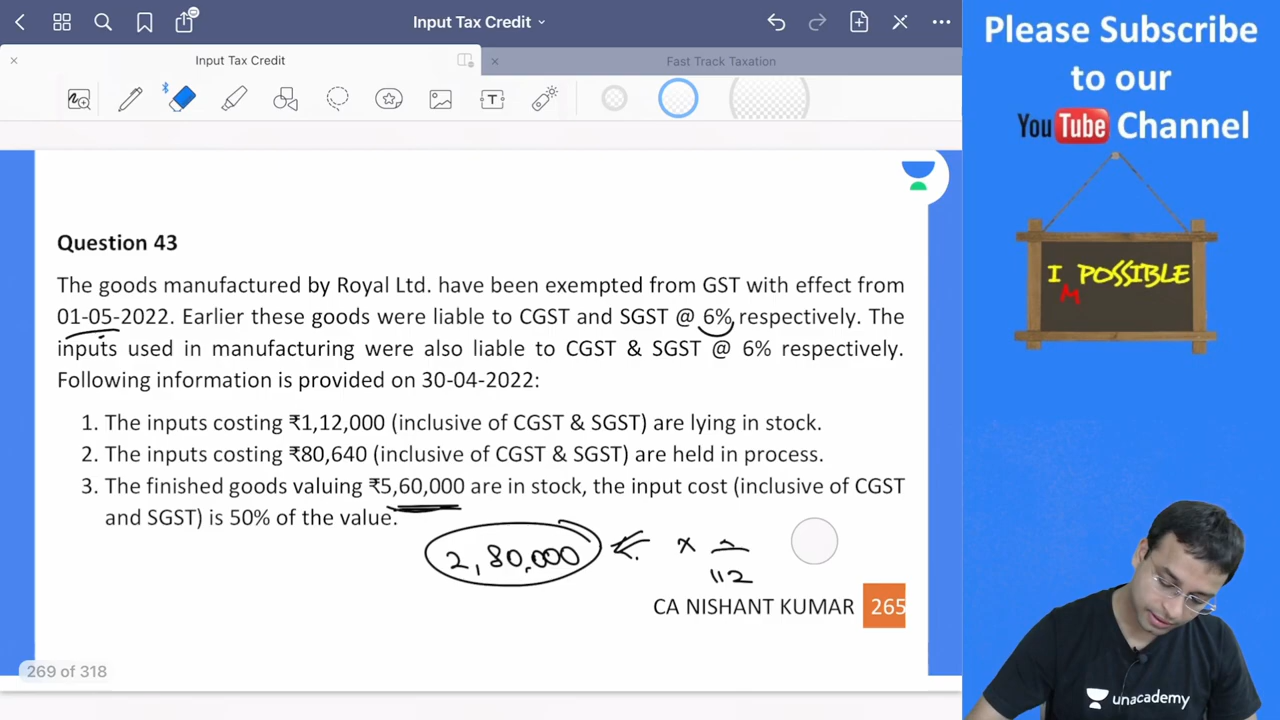 Input Tax Credit
Input Tax Credit
Fast Track Taxation
T
Question 43
The goods manufactured by Royal Ltd. have been exempted from GST with effect from
01-05-2022. Earlier these goods were liable to CGST and SGST @ 6% respectively. The
inputs used in manufacturing were also liable to CGST & SGST @ 6% respectively.
Following information is provided on 30-04-2022:
1. The inputs costing ₹1,12,000 (inclusive of CGST & SGST) are lying in stock.
2. The inputs costing ₹80,640 (inclusive of CGST & SGST) are held in process.
3. The finished goods valuing ₹5,60,000 are in stock, the input cost (inclusive of CGST
and SGST) is 50% of the value.
2,80,000 ×
112
CA NISHANT KUMAR 265
269 of 318
Please Subscribe
to our
YouTube Channel
I POSSIBLE
M
unacademy